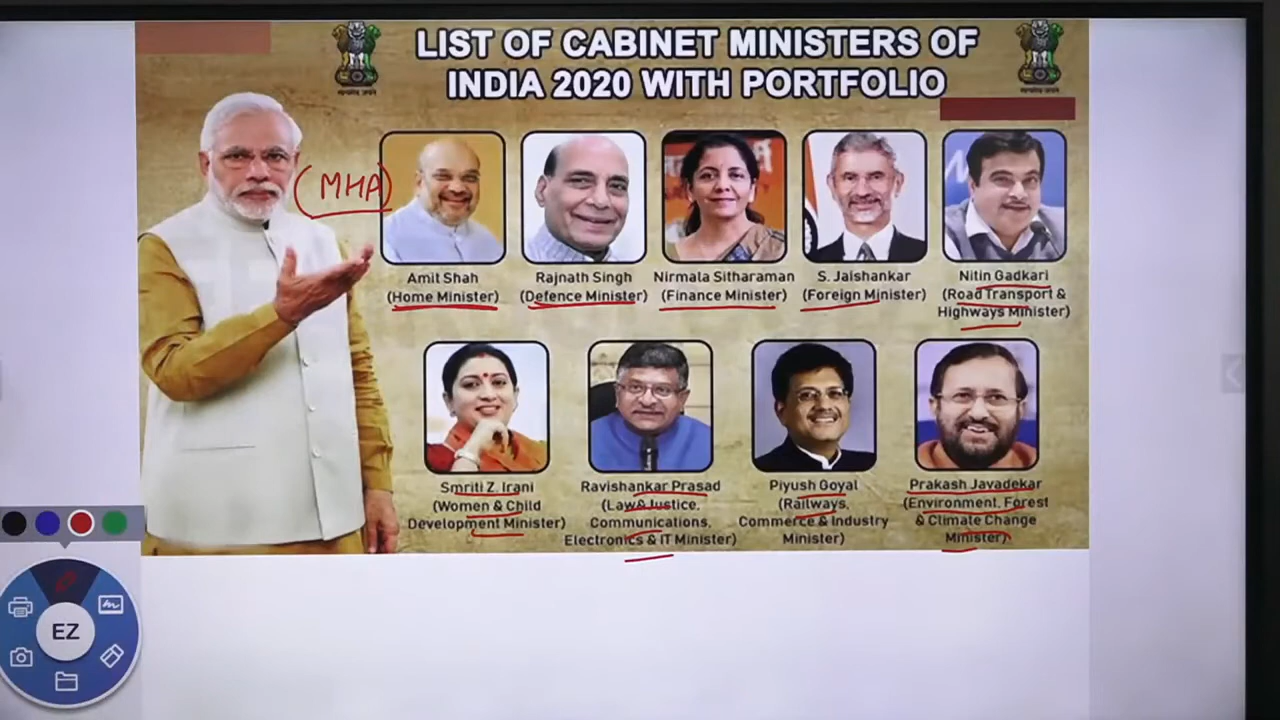 LIST OF CABINET MINISTERS OF
INDIA 2020 WITH PORTFOLIO
(MHA)
Amit Shah
(Home Minister)
Rajnath Singh
(Defence Minister)
Nirmala Sitharaman
(Finance Minister)
S. Jaishankar
(Foreign Minister)
Nitin Gadkari
(Road Transport &
Highways Minister)
Smriti Z. Irani
(Women & Child
Development Minister)
Ravishankar Prasad
(Law&Justice,
Communications,
Electronics & IT Minister)
Piyush Goyal
(Railways,
Commerce & Industry
Minister)
Prakash Javadekar
(Environment, Forest
& Climate Change
Minister)
EZ